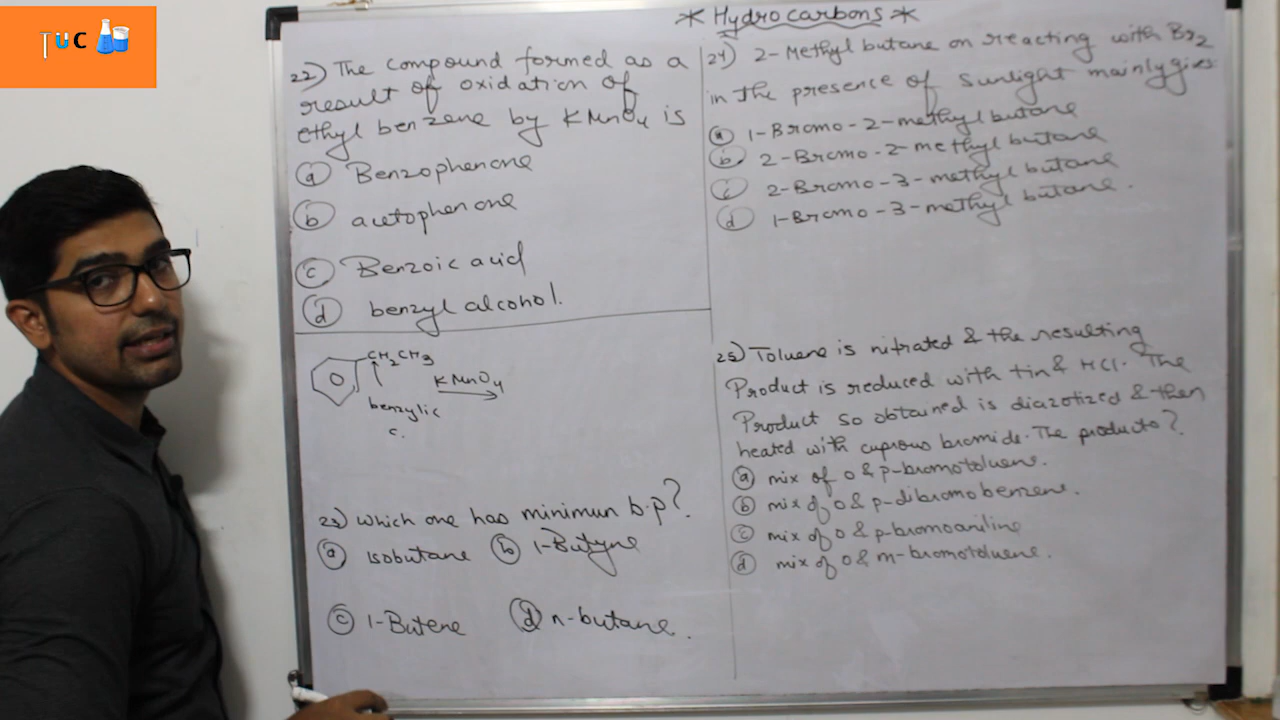 TUC
* Hydrocarbons *
22) The compound formed as a
result of oxidation of
ethyl benzene by KMnO4 is
(a) Benzophenone
(b) acetophenone
(c) Benzoic acid
(d) benzyl alcohol.
CH2CH3
KMnO4
benzylic
c.
23) which one has minimun b.p?
(a) isobutane (b) 1-Butyne
(c) 1-Butene (d) n-butane.
24) 2-Methyl butane on reacting with Br2
in the presence of sunlight mainly gives:
(a) 1-Bromo-2-methyl butane
(b) 2-Bromo-2-methyl butane
(c) 2-Bromo-3-methyl butane
(d) 1-Bromo-3-methyl butane.
25) Toluene is nitrated & the resulting
Product is reduced with tin & HCl. The
Product so obtained is diazotized & then
heated with cuprous bromide. The products?
(a) mix of o & p-bromotoluene.
(b) mix of o & p-dibromobenzene.
(c) mix of o & p-bromoaniline
(d) mix of o & m-bromotoluene.